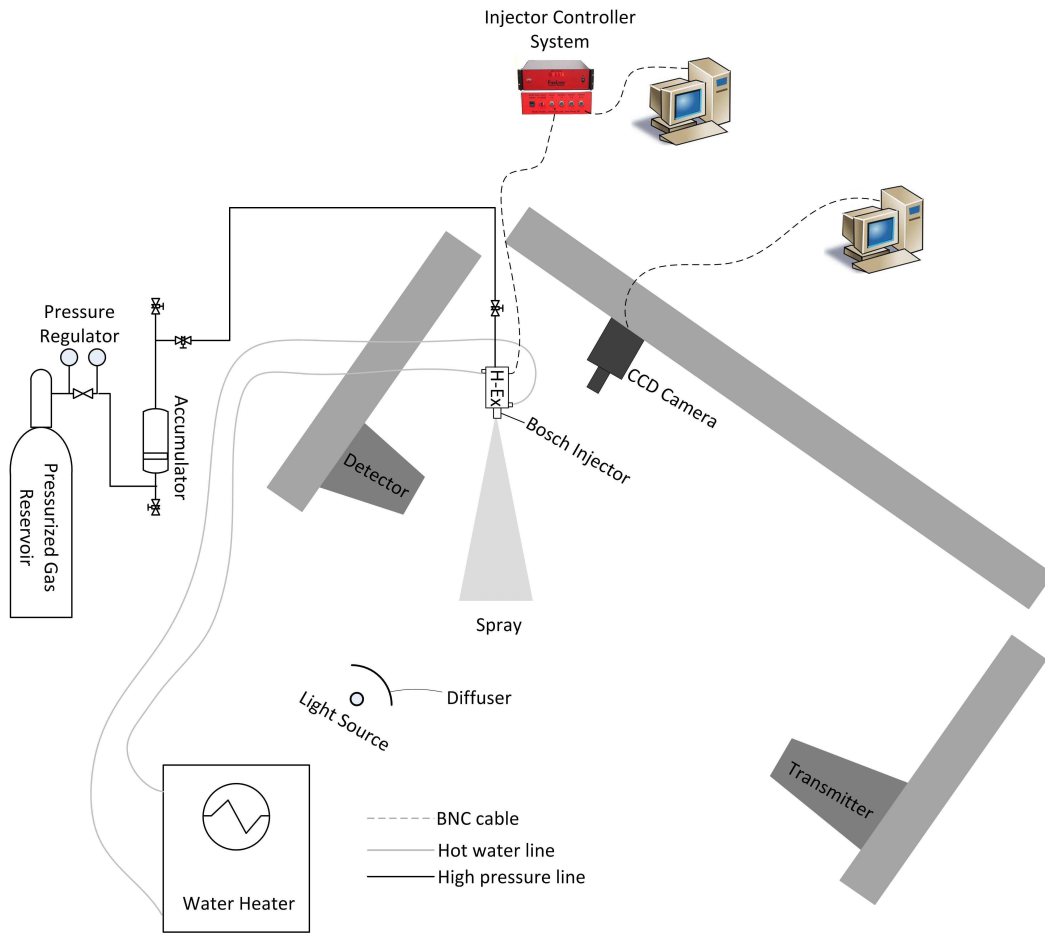 Injector Controller
System
Pressure
Regulator
Accumulator
Pressurized Gas
Reservoir
H-Ex
CCD Camera
Bosch Injector
Detector
Spray
Diffuser
Light Source
Transmitter
BNC cable
Hot water line
High pressure line
Water Heater